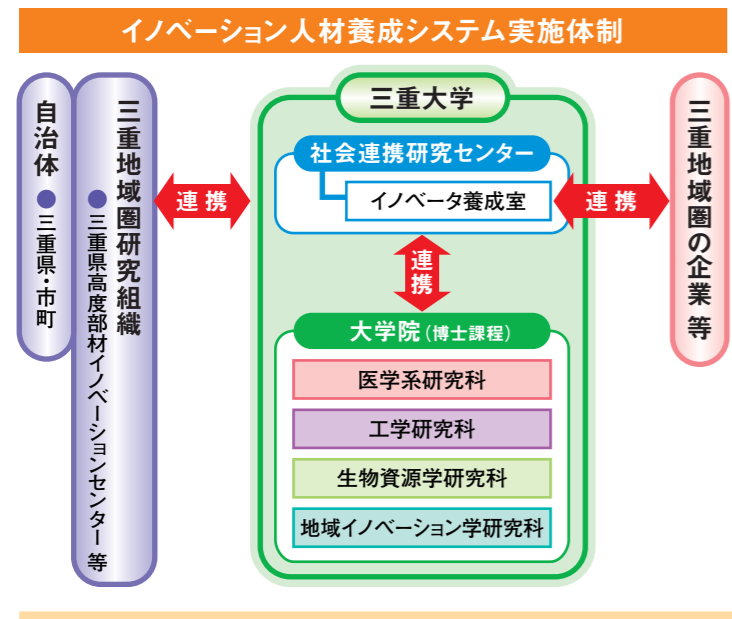 イノベーション人材養成システム実施体制
自治体
●三重県・市町
三重地域圏研究組織
●三重県高度部材イノベーションセンター 等
連携
三重大学
社会連携研究センター
イノベータ養成室
連携
大学院(博士課程)
医学系研究科
工学研究科
生物資源学研究科
地域イノベーション学研究科
連携
三重地域圏の企業 等